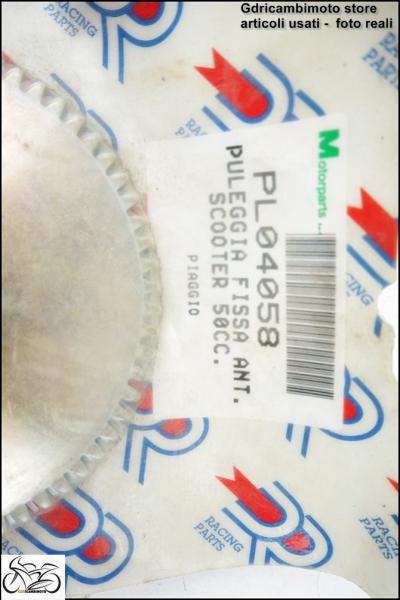 Gdricambimoto store
articoli usati - foto reali
Motorparts
PL04058
PULEGGIA FISSA ANT.
SCOOTER 50CC.
PIAGGIO
RACING
PARTS
RACING
PARTS
RACING
PARTS
GDRICAMBIMOTO